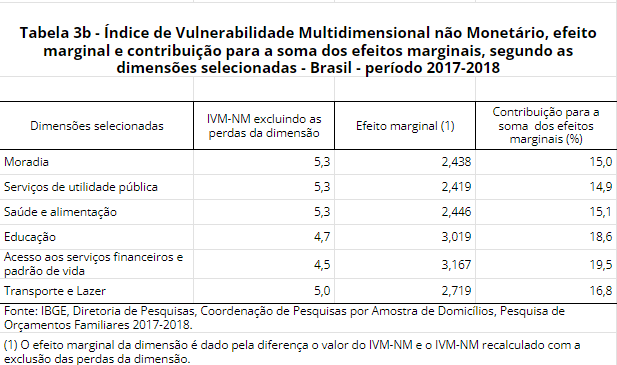 Tabela 3b - Índice de Vulnerabilidade Multidimensional não Monetário, efeito
marginal e contribuição para a soma dos efeitos marginais, segundo as
dimensões selecionadas - Brasil - período 2017-2018
Dimensões selecionadas IVM-NM excluindo as perdas da dimensão Efeito marginal (1) Contribuição para a soma dos efeitos marginais (%)
Moradia 5,3 2,438 15,0
Serviços de utilidade pública 5,3 2,419 14,9
Saúde e alimentação 5,3 2,446 15,1
Educação 4,7 3,019 18,6
Acesso aos serviços financeiros e padrão de vida 4,5 3,167 19,5
Transporte e Lazer 5,0 2,719 16,8
Fonte: IBGE, Diretoria de Pesquisas, Coordenação de Pesquisas por Amostra de Domicílios, Pesquisa de
Orçamentos Familiares 2017-2018.
(1) O efeito marginal da dimensão é dado pela diferença o valor do IVM-NM e o IVM-NM recalculado com a
exclusão das perdas da dimensão.